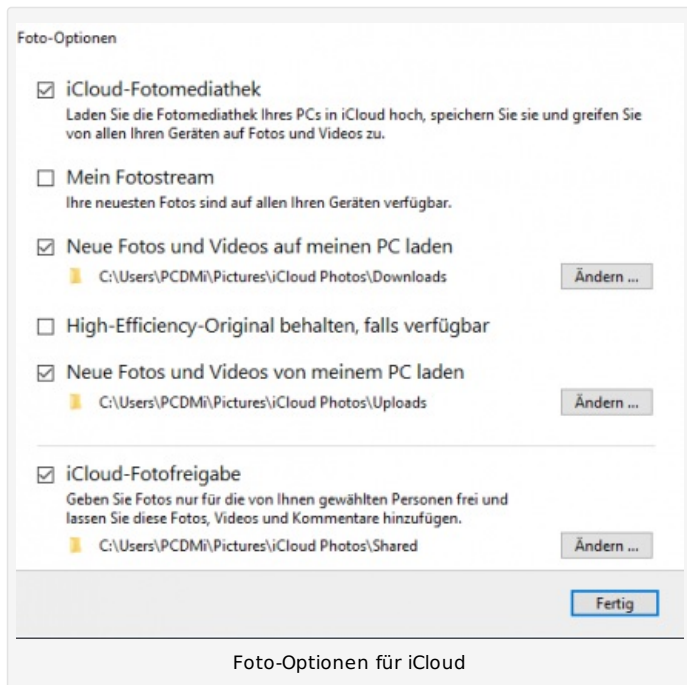 Foto-Optionen
iCloud-Fotomediathek
Laden Sie die Fotomediathek Ihres PCs in iCloud hoch, speichern Sie sie und greifen Sie
von allen Ihren Geräten auf Fotos und Videos zu.
Mein Fotostream
Ihre neuesten Fotos sind auf allen Ihren Geräten verfügbar.
Neue Fotos und Videos auf meinen PC laden
C:\Users\PCDMi\Pictures\iCloud Photos\Downloads
Ändern ...
High-Efficiency-Original behalten, falls verfügbar
Neue Fotos und Videos von meinem PC laden
C:\Users\PCDMi\Pictures\iCloud Photos\Uploads
Ändern ...
iCloud-Fotofreigabe
Geben Sie Fotos nur für die von Ihnen gewählten Personen frei und
lassen Sie diese Fotos, Videos und Kommentare hinzufügen.
C:\Users\PCDMi\Pictures\iCloud Photos\Shared
Ändern ...
Fertig
Foto-Optionen für iCloud